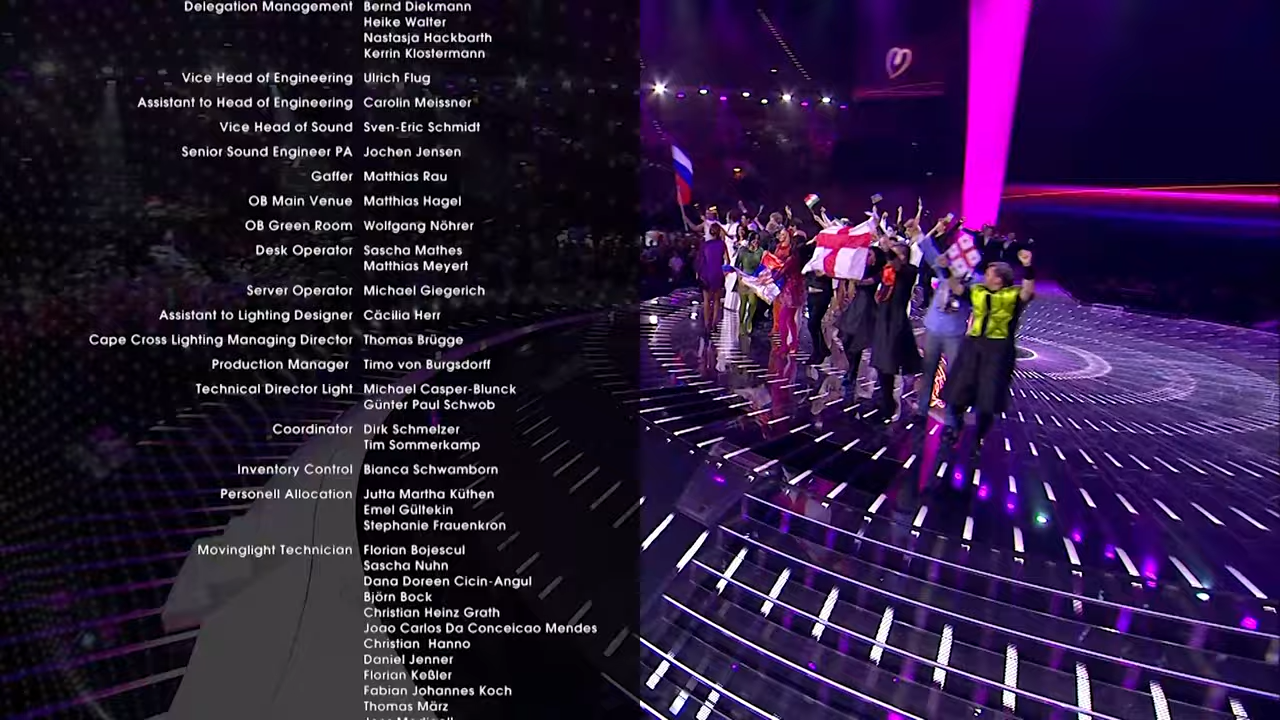 Delegation Management Bernd Diekmann
Heike Walter
Nastasja Hackbarth
Kerrin Klostermann
Vice Head of Engineering Ulrich Flug
Assistant to Head of Engineering Carolin Meissner
Vice Head of Sound Sven-Eric Schmidt
Senior Sound Engineer PA Jochen Jensen
Gaffer Matthias Rau
OB Main Venue Matthias Hagel
OB Green Room Wolfgang Nöhrer
Desk Operator Sascha Mathes
Matthias Meyert
Server Operator Michael Giegerich
Assistant to Lighting Designer Cäcilia Herr
Cape Cross Lighting Managing Director Thomas Brügge
Production Manager Timo von Burgsdorff
Technical Director Light Michael Casper-Blunck
Günter Paul Schwob
Coordinator Dirk Schmelzer
Tim Sommerkamp
Inventory Control Bianca Schwamborn
Personell Allocation Jutta Martha Küthen
Emel Gültekin
Stephanie Frauenkron
Movinglight Technician Florian Bojescul
Sascha Nuhn
Dana Doreen Cicin-Angul
Björn Bock
Christian Heinz Grath
Joao Carlos Da Conceicao Mendes
Christian Hanno
Daniel Jenner
Florian Keßler
Fabian Johannes Koch
Thomas März